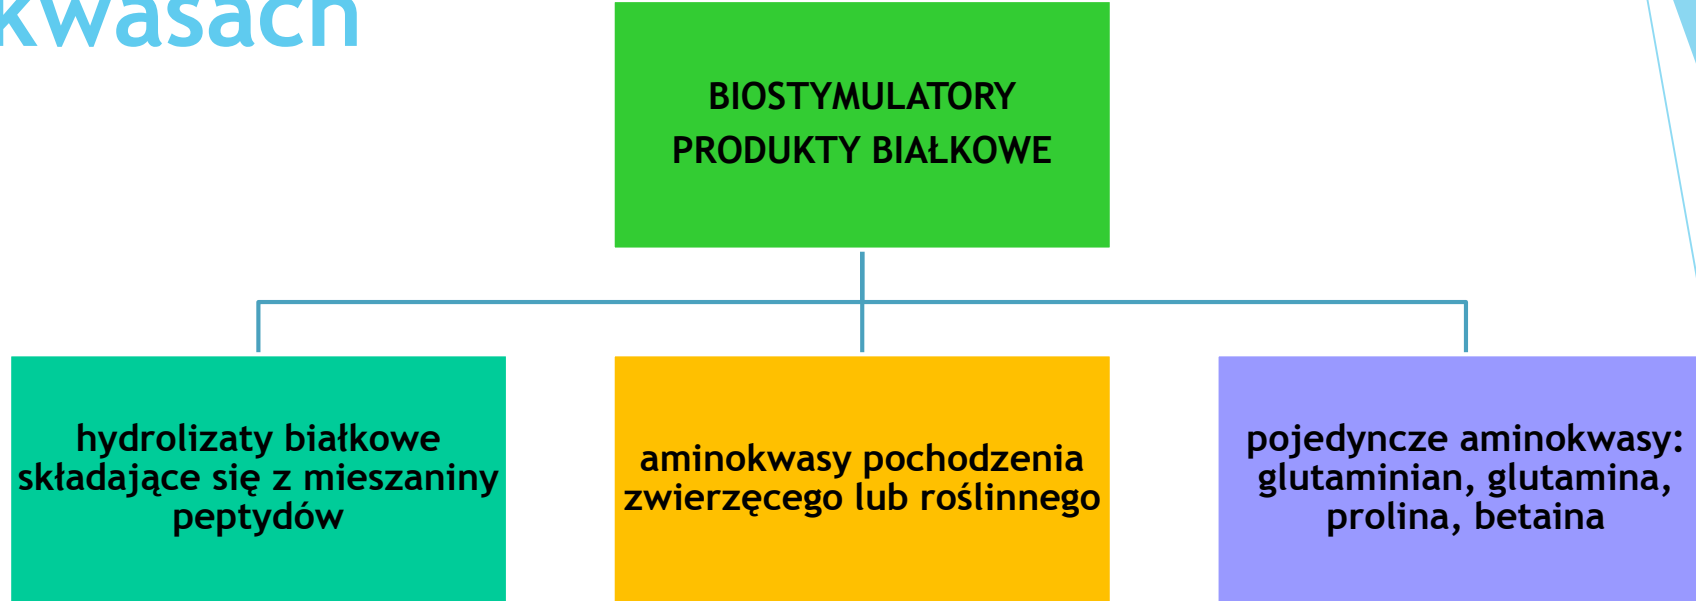 kwasach
BIOSTYMULATORY
PRODUKTY BIAŁKOWE
hydrolizaty białkowe
składające się z mieszaniny
peptydów
aminokwasy pochodzenia
zwierzęcego lub roślinnego
pojedyncze aminokwasy:
glutaminian, glutamina,
prolina, betaina